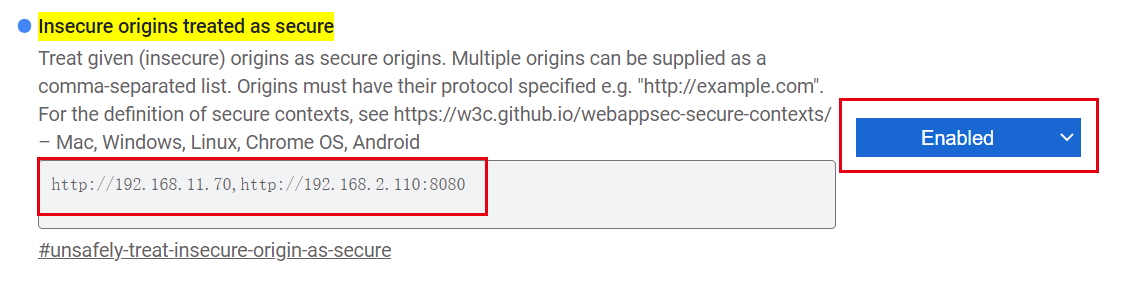 Insecure origins treated as secure
Treat given (insecure) origins as secure origins. Multiple origins can be supplied as a
comma-separated list. Origins must have their protocol specified e.g. "http://example.com".
For the definition of secure contexts, see https://w3c.github.io/webappsec-secure-contexts/
– Mac, Windows, Linux, Chrome OS, Android
Enabled
http://192.168.11.70,http://192.168.2.110:8080
#unsafely-treat-insecure-origin-as-secure